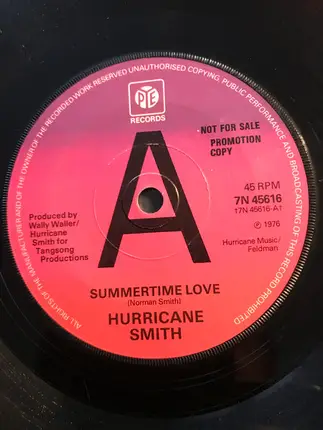 ALL RIGHTS OF THE MANUFACTURER AND OF THE OWNER OF THE RECORDED WORK RESERVED UNAUTHORISED COPYING, PUBLIC PERFORMANCE AND BROADCASTING OF THIS RECORD PROHIBITED
PYE
RECORDS
A
·NOT FOR SALE
PROMOTION
COPY
45 RPM
7N 45616
17N 45616-A1
℗ 1976
Hurricane Music/
Feldman
Produced by
Wally Waller/
Hurricane
Smith for
Tangsong
Productions
SUMMERTIME LOVE
(Norman Smith)
HURRICANE
SMITH